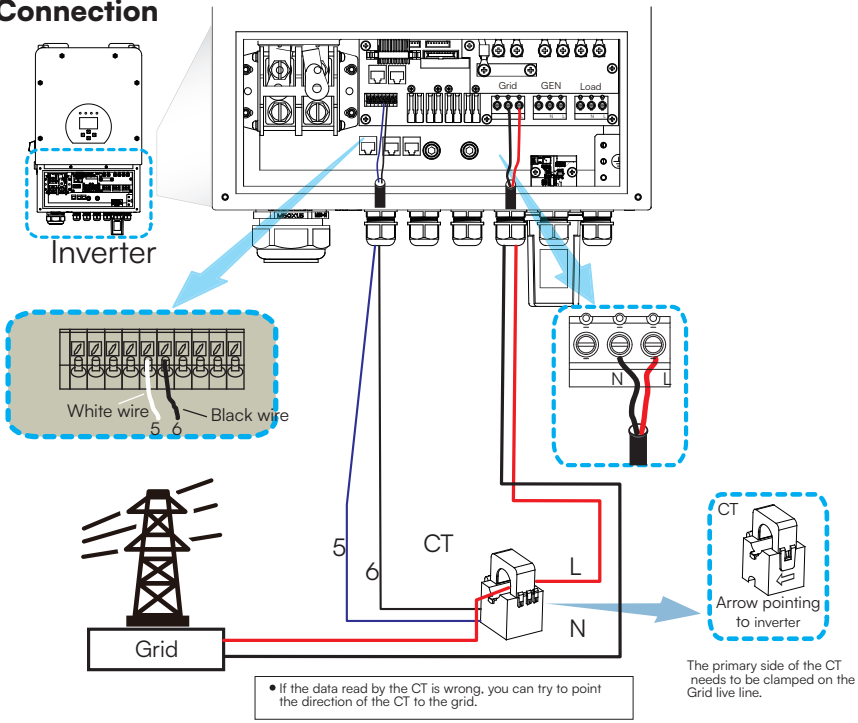 Connection
Grid
GEN
Load
N
N
Inverter
N
L
White wire
Black wire
5
6
5
6
CT
L
N
CT
Arrow pointing
to inverter
Grid
The primary side of the CT
needs to be clamped on the
Grid live line.
• If the data read by the CT is wrong, you can try to point
the direction of the CT to the grid.